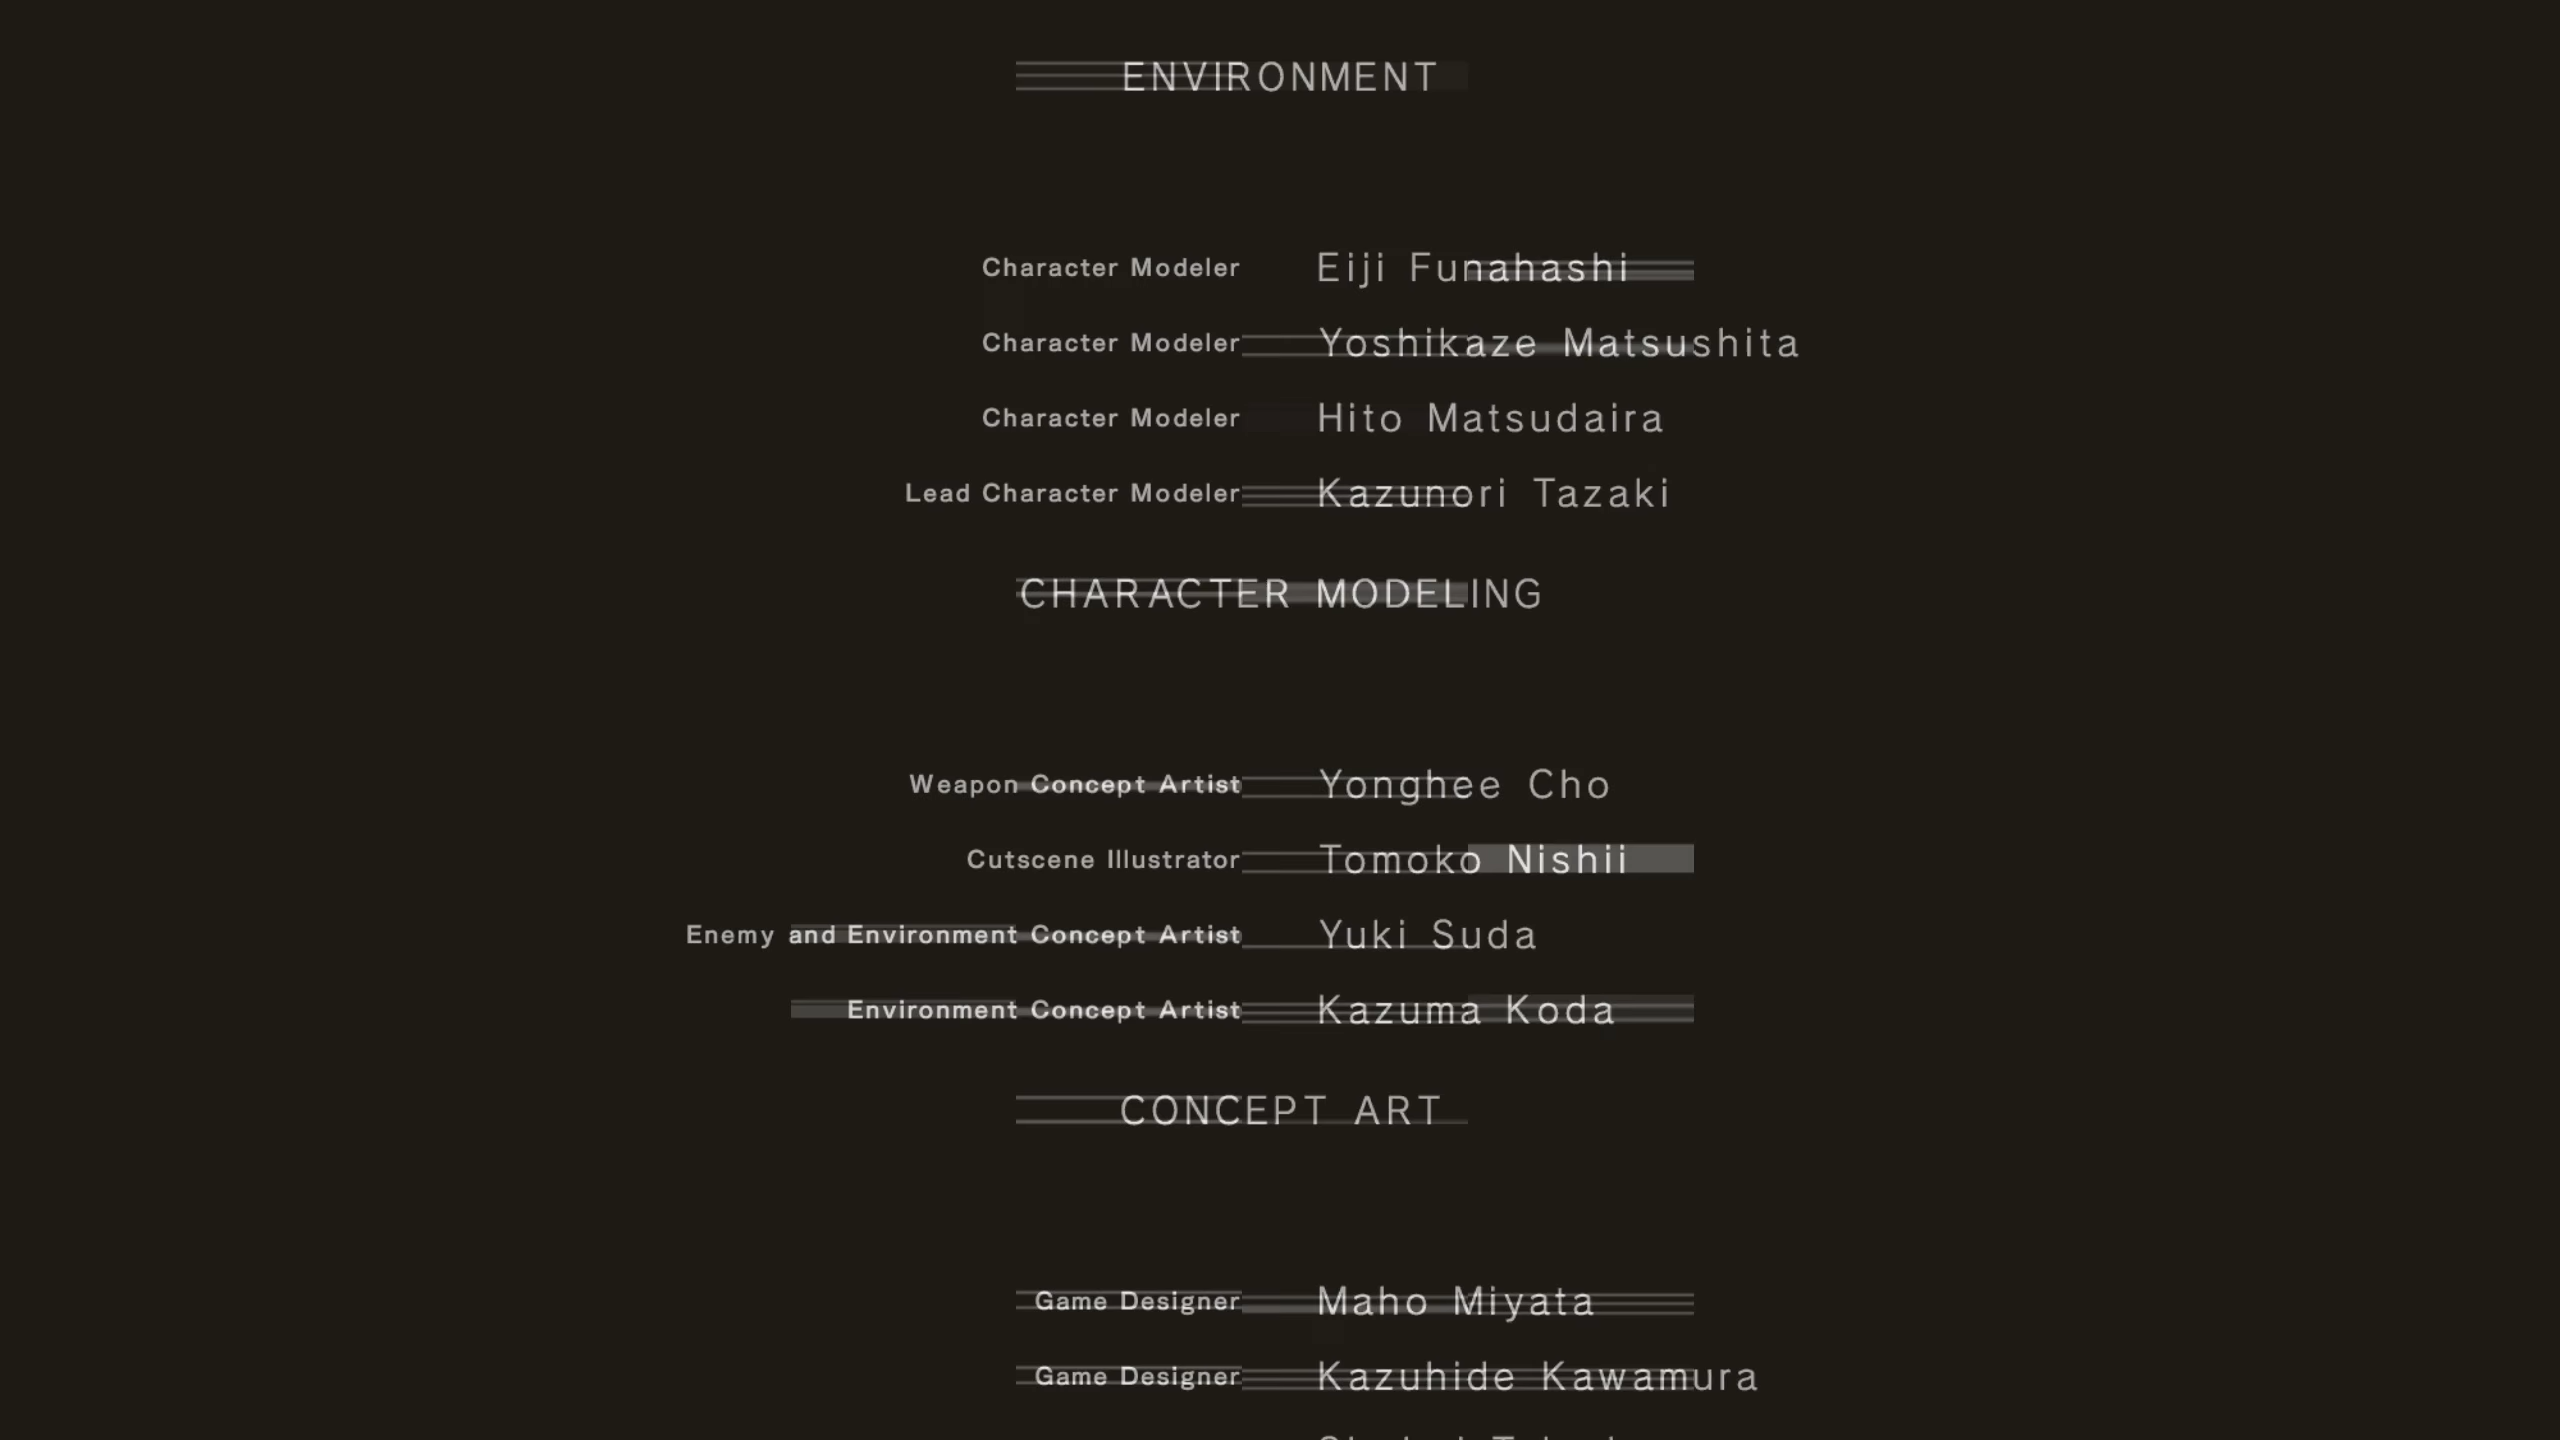 ENVIRONMENT
Character Modeler Eiji Funahashi
Character Modeler Yoshikaze Matsushita
Character Modeler Hito Matsudaira
Lead Character Modeler Kazunori Tazaki
CHARACTER MODELING
Weapon Concept Artist Yonghee Cho
Cutscene Illustrator Tomoko Nishii
Enemy and Environment Concept Artist Yuki Suda
Environment Concept Artist Kazuma Koda
CONCEPT ART
Game Designer Maho Miyata
Game Designer Kazuhide Kawamura